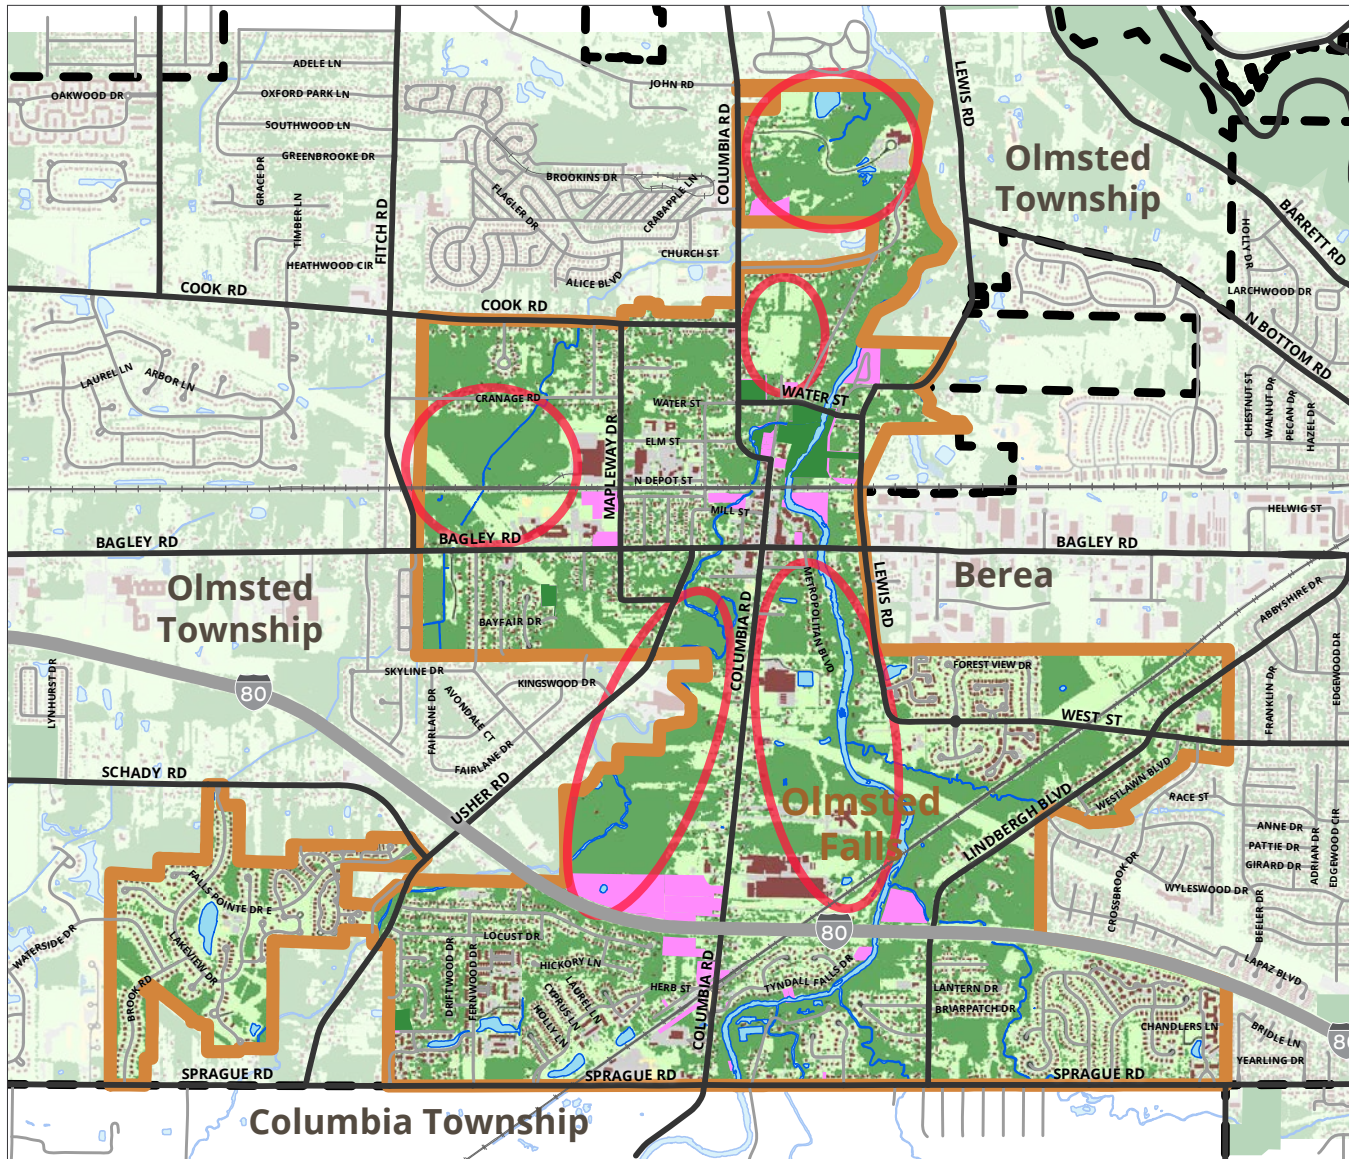 ADELE LN
OAKWOOD DR
OXFORD PARK LN
JOHN RD
LEWIS RD
SOUTHWOOD LN
COLUMBIA RD
GREENBROOKE DR
Olmsted
Township
GRACE DR
BROOKINS DR
CRABAPPLE LN
FLAGLER DR
TIMBER LN
FITCH RD
BARRETT RD
HOLLY DR
CHURCH ST
HEATHWOOD CIR
ALICE BLVD
COOK RD
COOK RD
LARCHWOOD DR
N BOTTOM RD
LAUREL LN
ARBOR LN
CRANAGE RD
WATER ST
WATER ST
CHESTNUT ST
WALNUT DR
PECAN DR
HAZEL DR
MAPLEWAY DR
ELM ST
N DEPOT ST
MILL ST
HELWIG ST
BAGLEY RD
BAGLEY RD
BAGLEY RD
Olmsted
Township
Berea
METROPOLITAN BLVD
LEWIS RD
ABBYSHIRE DR
COLUMBIA RD
BAYFAIR DR
LYNHURST DR
80
SKYLINE DR
KINGSWOOD DR
FOREST VIEW DR
FRANKLIN DR
EDGEWOOD DR
FAIRLANE DR
AVONDALE CT
FAIRLANE DR
WEST ST
SCHADY RD
USHER RD
WESTLAWN BLVD
RACE ST
Olmsted
Falls
LINDBERGH BLVD
ANNE DR
PATTIE DR
GIRARD DR
ADRIAN DR
EDGEWOOD CIR
CROSSBROOK DR
WYLESWOOD DR
BEELER DR
FALLS POINTE DR E
WATERSIDE DR
LAKEVIEW DR
BROOK RD
LOCUST DR
80
DRIFTWOOD DR
FERNWOOD DR
HICKORY LN
LAUREL LN
CYPRUS LN
HOLLY LN
HERB ST
COLUMBIA RD
TYNDALL FALLS DR
LANTERN DR
BRIARPATCH DR
LAPAZ BLVD
CHANDLERS LN
BRIDLE LN
80
YEARLING DR
SPRAGUE RD
SPRAGUE RD
SPRAGUE RD
Columbia Township